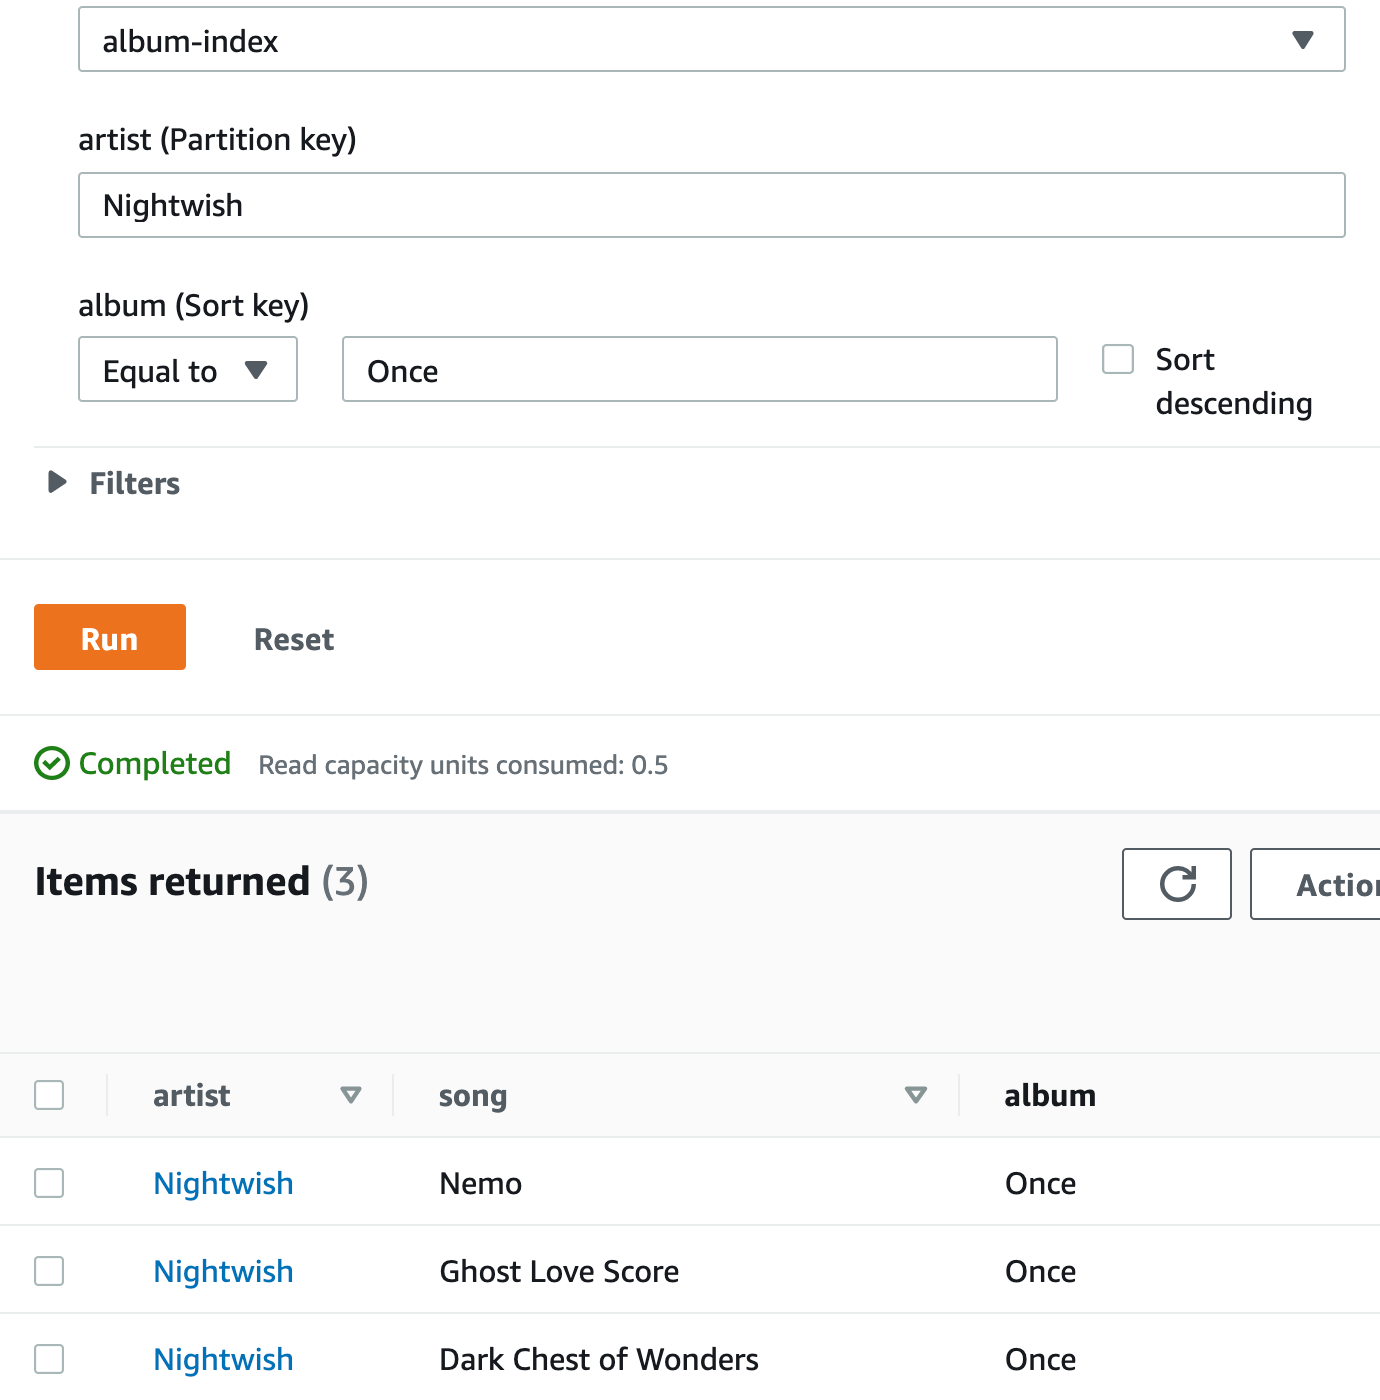 album-index
artist (Partition key)
Nightwish
album (Sort key)
Equal to Once Sort
descending
Filters
Run Reset
Completed Read capacity units consumed: 0.5
Items returned (3)
artist song album
Nightwish Nemo Once
Nightwish Ghost Love Score Once
Nightwish Dark Chest of Wonders Once